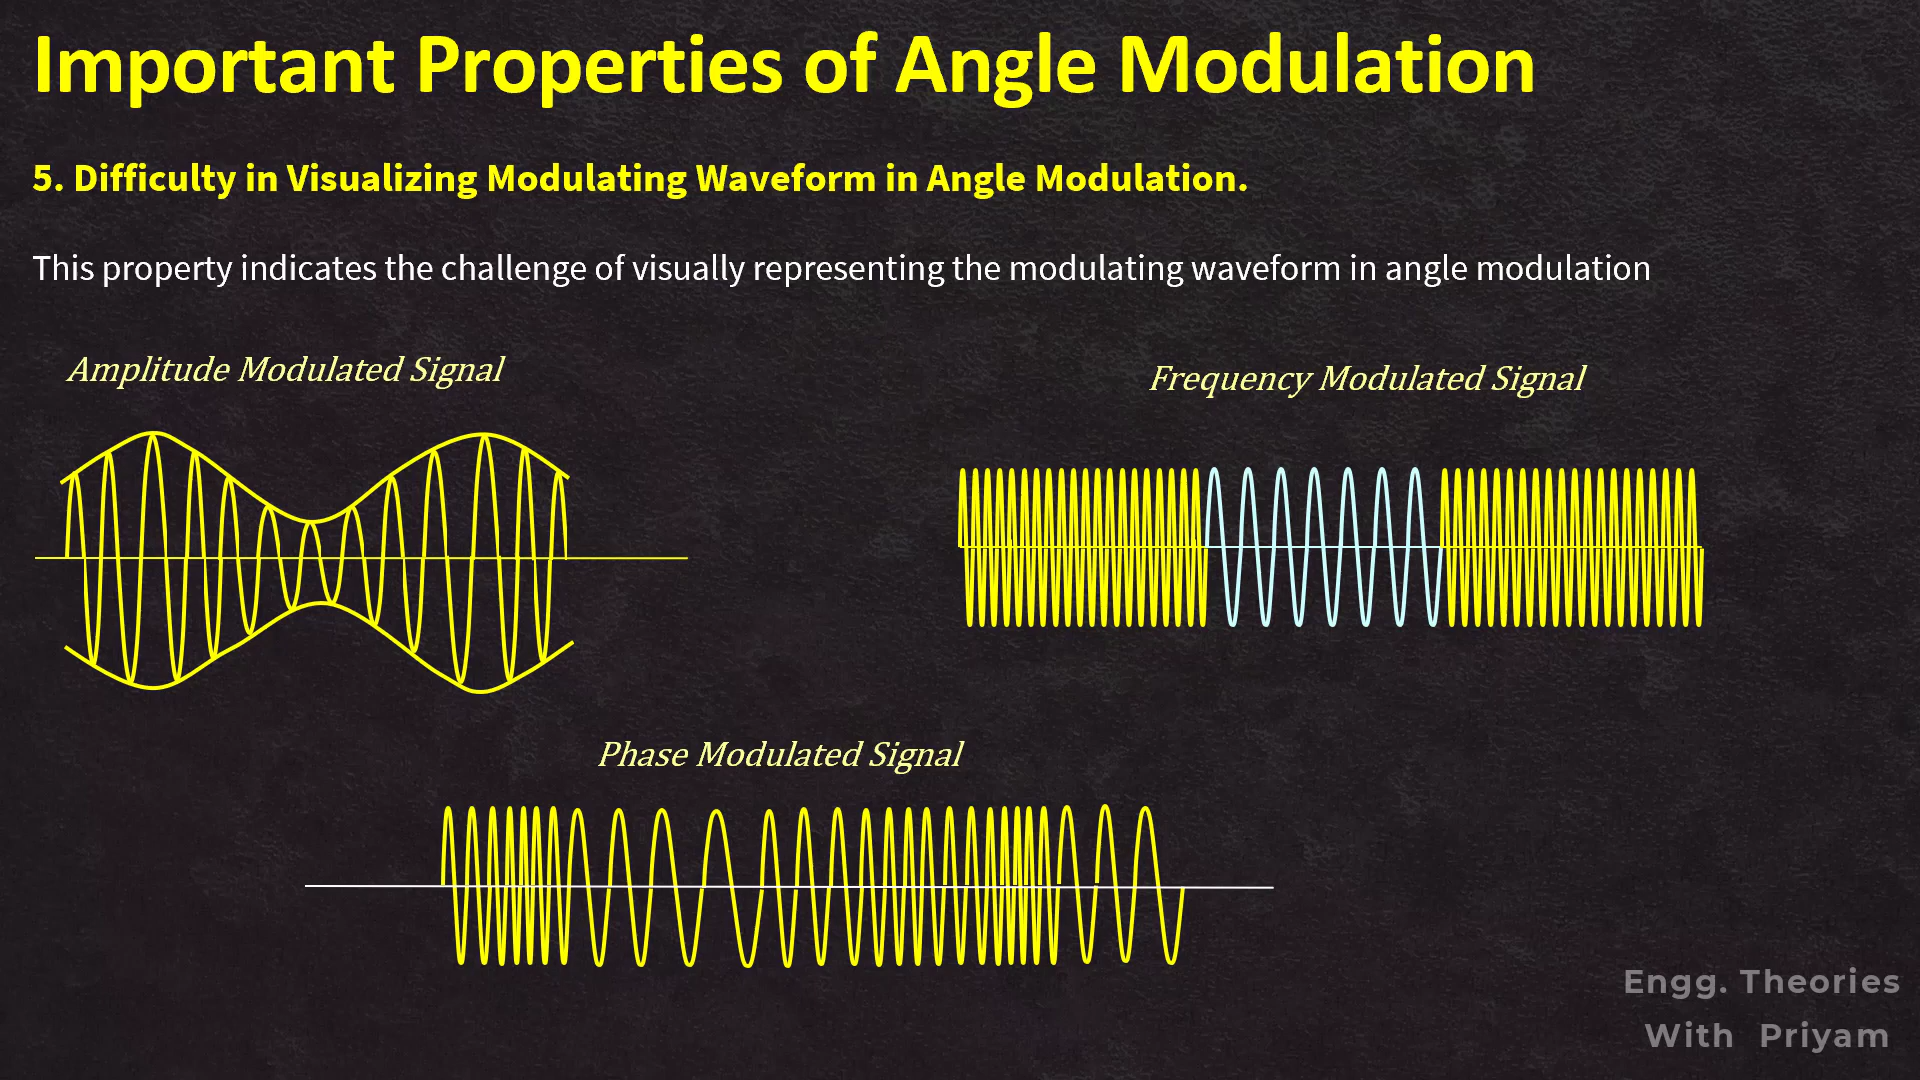 Important Properties of Angle Modulation
5. Difficulty in Visualizing Modulating Waveform in Angle Modulation.
This property indicates the challenge of visually representing the modulating waveform in angle modulation
Amplitude Modulated Signal
Frequency Modulated Signal
Phase Modulated Signal
Engg. Theories
With Priyam